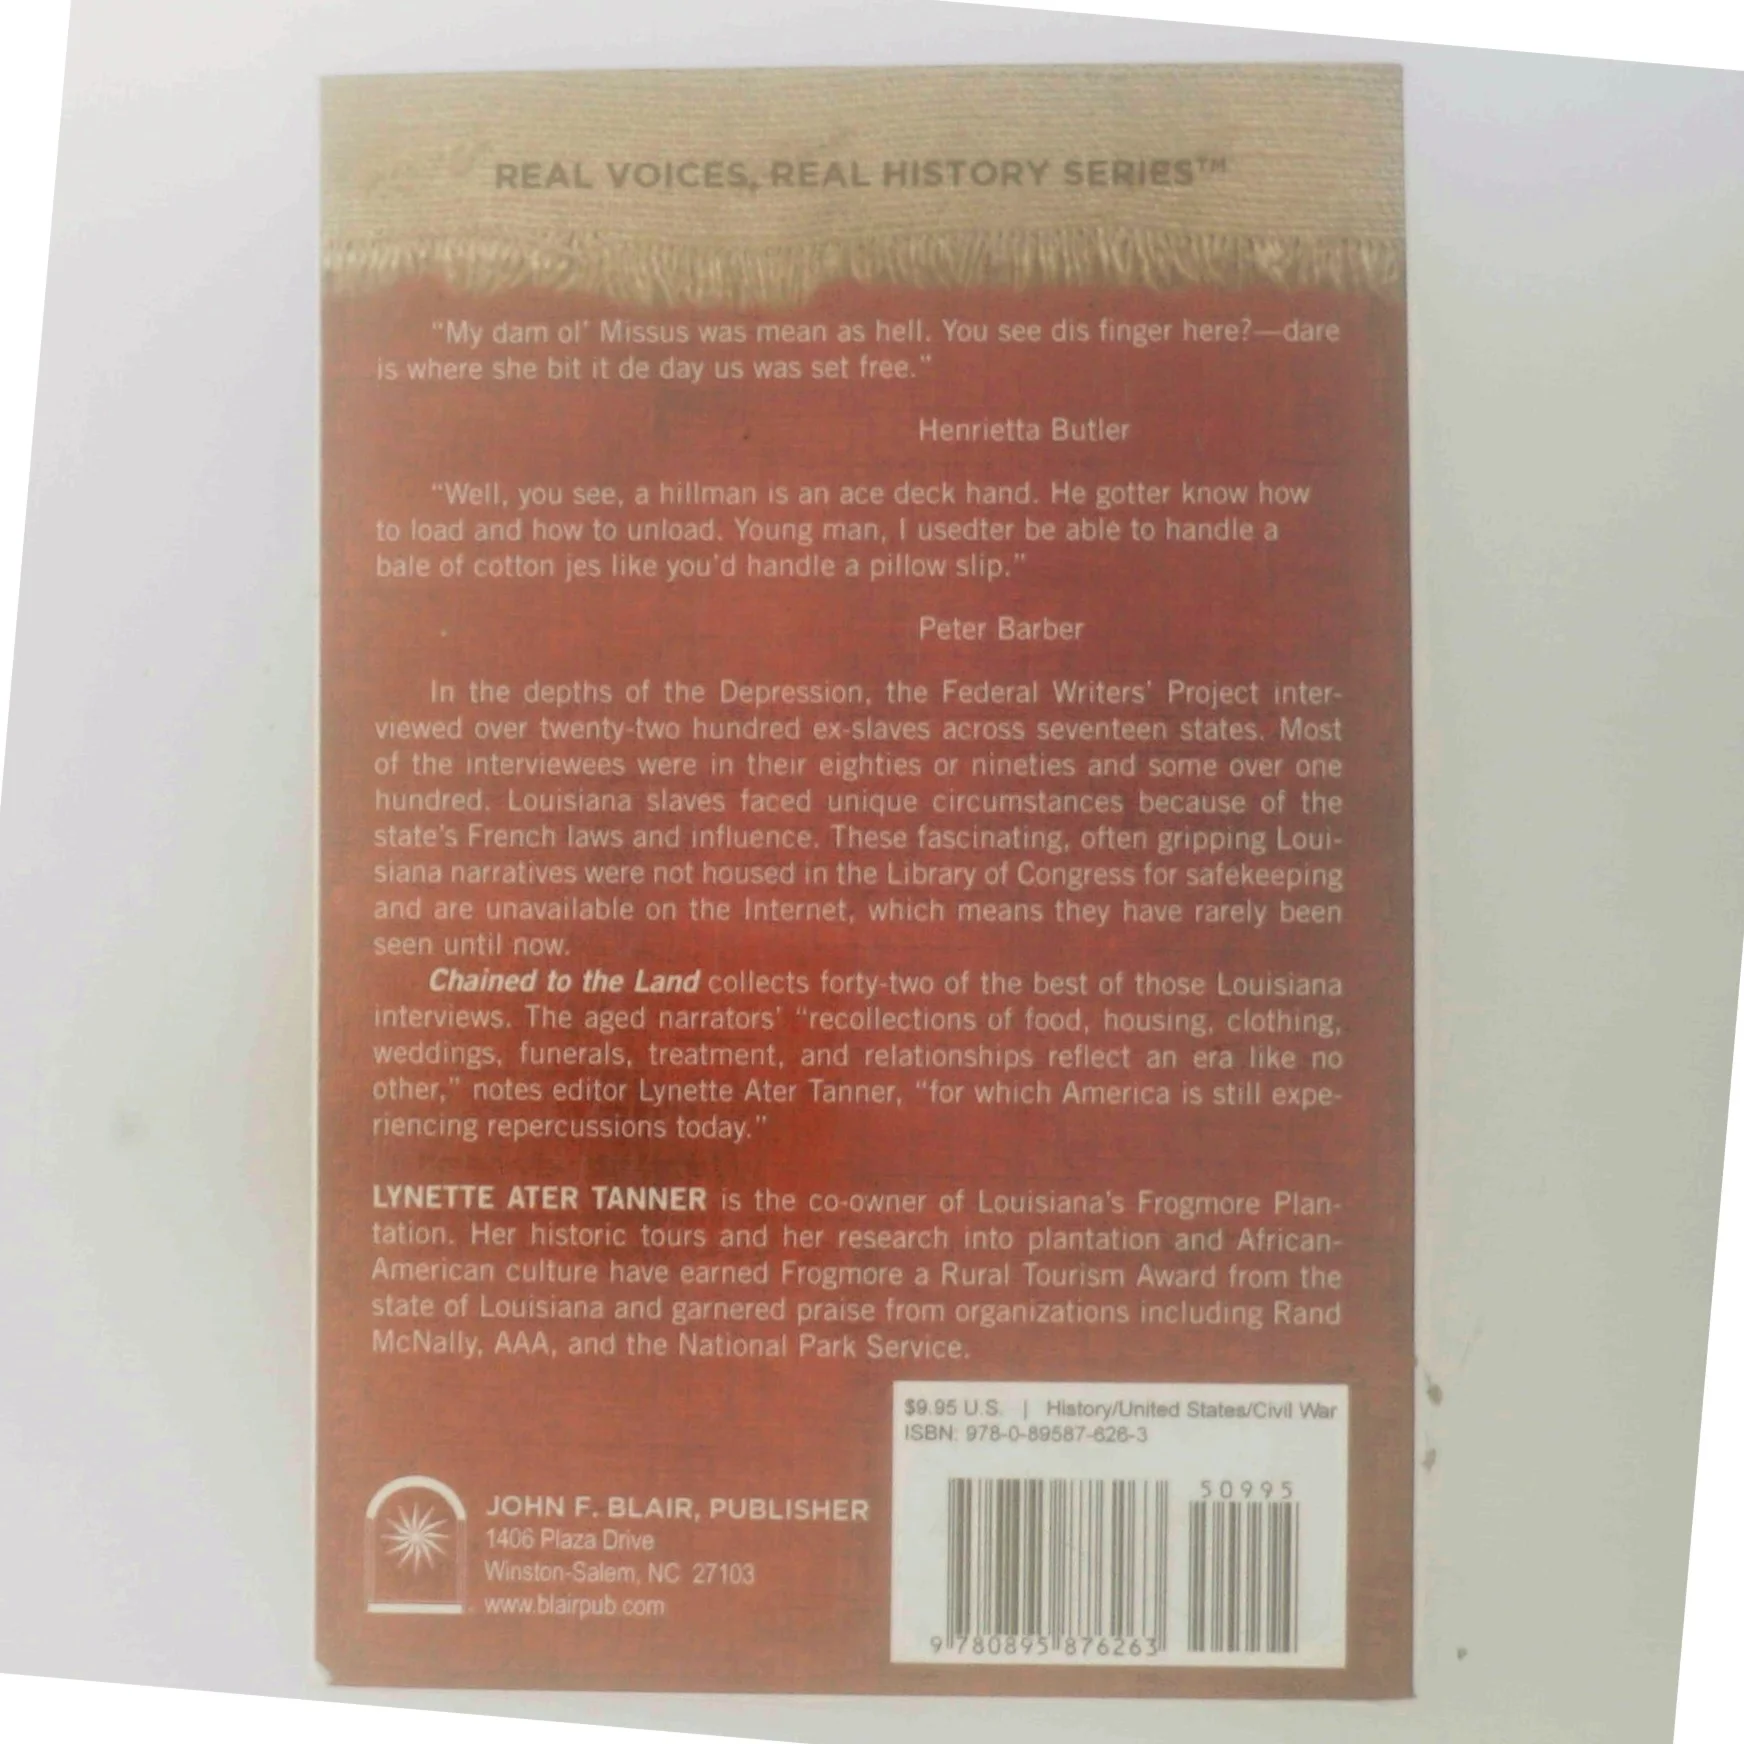 REAL VOICES, REAL HISTORY SERIES™
“My dam ol’ Missus was mean as hell. You see dis finger here?—dare
is where she bit it de day us was set free.”
Henrietta Butler
“Well, you see, a hillman is an ace deck hand. He gotter know how
to load and how to unload. Young man, I usedter be able to handle a
bale of cotton jes like you’d handle a pillow slip.”
Peter Barber
In the depths of the Depression, the Federal Writers’ Project inter-
viewed over twenty-two hundred ex-slaves across seventeen states. Most
of the interviewees were in their eighties or nineties and some over one
hundred. Louisiana slaves faced unique circumstances because of the
state’s French laws and influence. These fascinating, often gripping Loui-
siana narratives were not housed in the Library of Congress for safekeeping
and are unavailable on the Internet, which means they have rarely been
seen until now.
Chained to the Land collects forty-two of the best of those Louisiana
interviews. The aged narrators’ “recollections of food, housing, clothing,
weddings, funerals, treatment, and relationships reflect an era like no
other,” notes editor Lynette Ater Tanner, “for which America is still expe-
riencing repercussions today.”
LYNETTE ATER TANNER is the co-owner of Louisiana’s Frogmore Plan-
tation. Her historic tours and her research into plantation and African-
American culture have earned Frogmore a Rural Tourism Award from the
state of Louisiana and garnered praise from organizations including Rand
McNally, AAA, and the National Park Service.
$9.95 U.S. | History/United States/Civil War
ISBN: 978-0-89587-626-3
50995
9 780895 876263
JOHN F. BLAIR, PUBLISHER
1406 Plaza Drive
Winston-Salem, NC 27103
www.blairpub.com